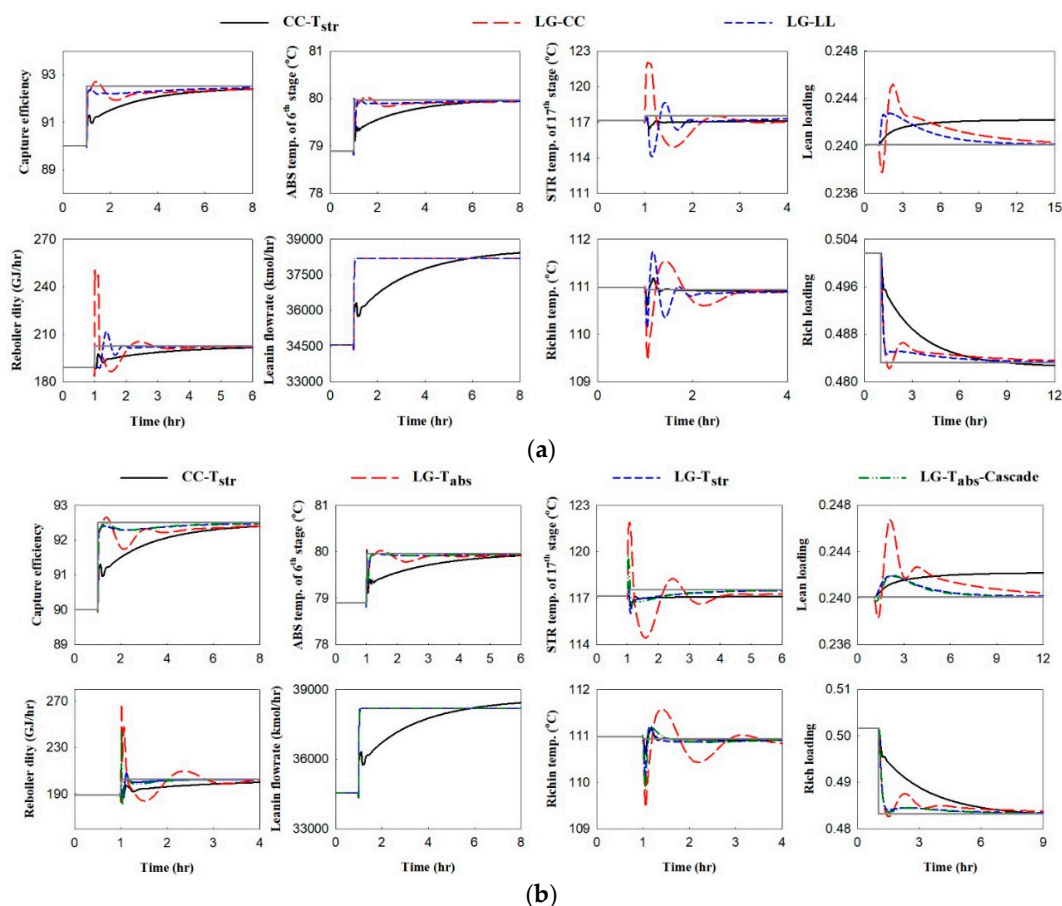 CC-Tstr LG-CC LG-LL
Capture efficiency
93
91
89
0 2 4 6 8
ABS temp. of 6th stage (°C)
81
80
79
78
0 2 4 6 8
STR temp. of 17th stage (°C)
123
120
117
114
111
0 1 2 3 4
Lean loading
0.248
0.244
0.240
0.236
0 3 6 9 12 15
Reboiler dity (GJ/hr)
270
240
210
180
0 1 2 3 4 5 6
Time (hr)
Leanin flowrate (kmol/hr)
39000
37500
36000
34500
33000
0 2 4 6 8
Time (hr)
Richin temp. (°C)
112
111
110
109
0 1 2 3 4
Time (hr)
Rich loading
0.504
0.496
0.488
0.480
0 3 6 9 12
Time (hr)
(a)
CC-Tstr LG-Tabs LG-Tstr LG-Tabs-Cascade
Capture efficiency
93
92
91
90
89
0 2 4 6 8
ABS temp. of 6th stage (°C)
81
80
79
78
0 1 2 3 4 5 6
STR temp. of 17th stage (°C)
123
120
117
114
0 1 2 3 4 5 6
Lean loading
0.248
0.244
0.240
0.236
0 3 6 9 12
Reboiler dity (GJ/hr)
270
230
190
0 1 2 3 4
Time (hr)
Leanin flowrate (kmol/hr)
39000
36000
33000
0 2 4 6 8
Time (hr)
Richin temp. (°C)
112
111
110
109
0 1 2 3 4
Time (hr)
Rich loading
0.51
0.50
0.49
0.48
0 3 6 9
Time (hr)
(b)